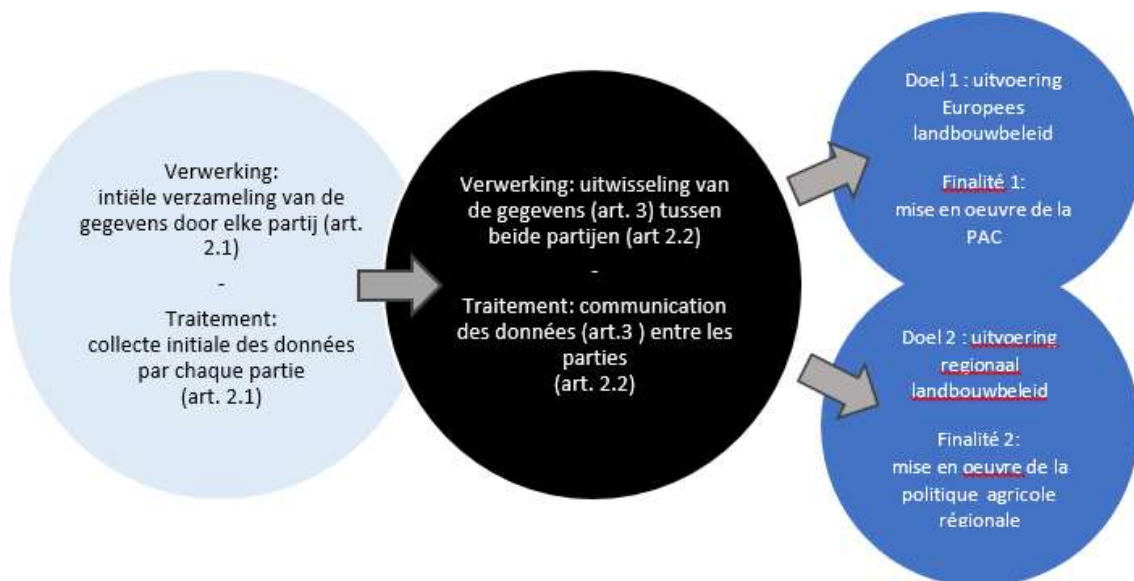 Verwerking:
intiële verzameling van de
gegevens door elke partij (art.
2.1)
-
Traitement:
collecte initiale des données
par chaque partie
(art. 2.1)
Verwerking: uitwisseling van
de gegevens (art. 3) tussen
beide partijen (art 2.2)
-
Traitement: communication
des données (art.3 ) entre les
parties
(art. 2.2)
Doel 1 : uitvoering
Europees
landbouwbeleid
Finalité 1:
mise en oeuvre de la
PAC
Doel 2 : uitvoering
regionaal
landbouwbeleid
Finalité 2:
mise en oeuvre de la
politique agricole
régionale